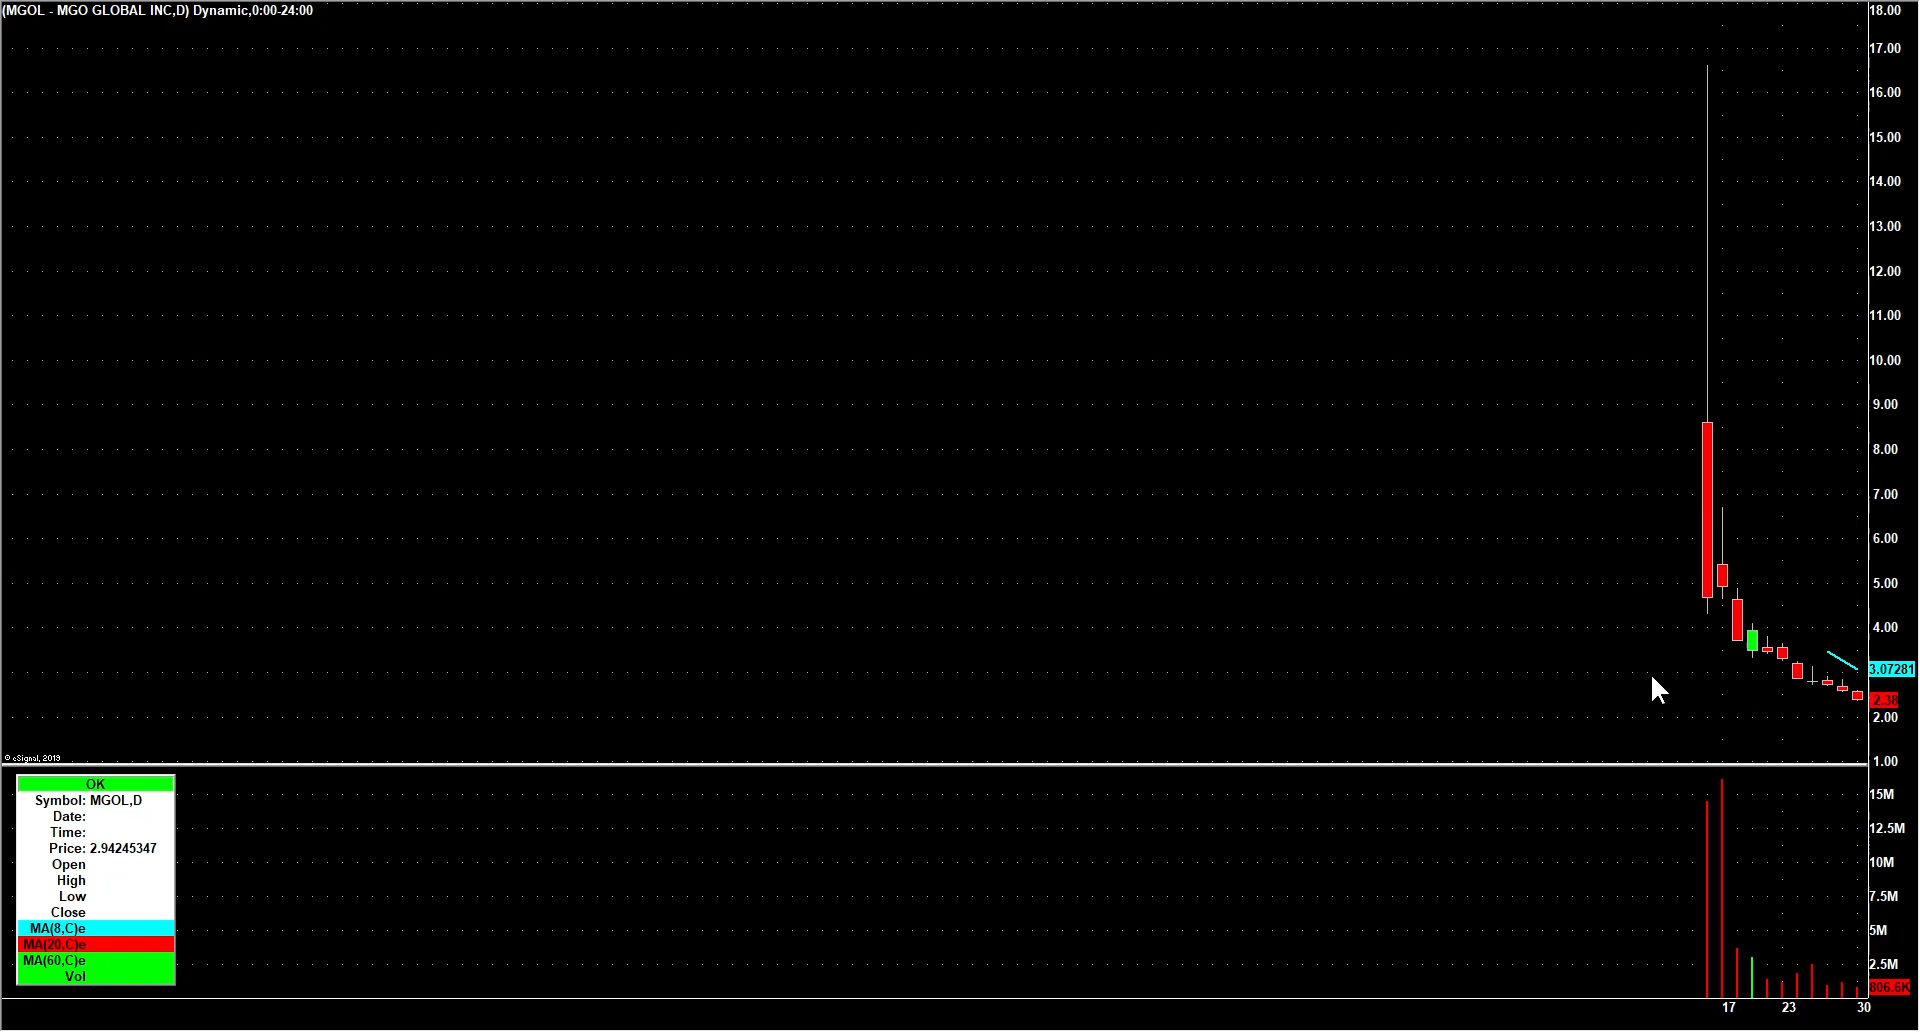 (MGOL - MGO GLOBAL INC,D) Dynamic,0:00-24:00
18.00
17.00
16.00
15.00
14.00
13.00
12.00
11.00
10.00
9.00
8.00
7.00
6.00
5.00
4.00
3.07281
2.38
2.00
1.00
© eSignal, 2019
OK
Symbol: MGOL,D
Date:
Time:
Price: 2.94245347
Open
High
Low
Close
MA(8,C)e
MA(20,C)e
MA(60,C)e
Vol
15M
12.5M
10M
7.5M
5M
2.5M
806.6K
17 23 30